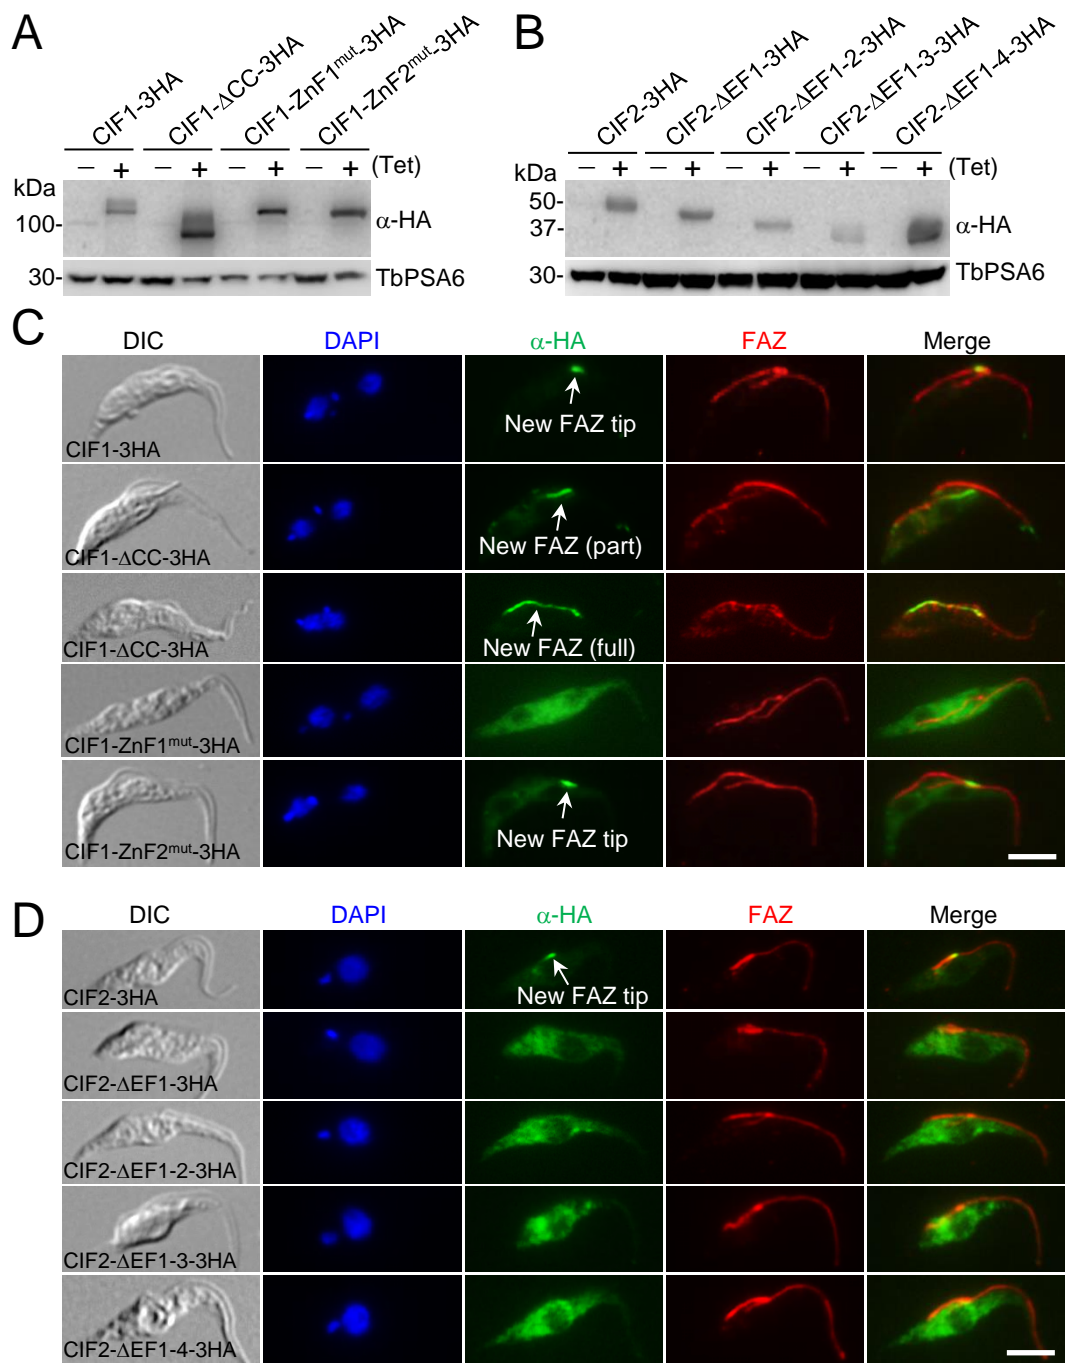 A
CIF1-3HA
CIF1-ΔCC-3HA
CIF1-ZnF1mut-3HA
CIF1-ZnF2mut-3HA
− + − + − + − + (Tet)
kDa
100-
α-HA
30-
TbPSA6
B
CIF2-3HA
CIF2-ΔEF1-3HA
CIF2-ΔEF1-2-3HA
CIF2-ΔEF1-3-3HA
CIF2-ΔEF1-4-3HA
− + − + − + − + − + (Tet)
kDa
50-
37-
α-HA
30-
TbPSA6
C
DIC DAPI α-HA FAZ Merge
New FAZ tip
CIF1-3HA
New FAZ (part)
CIF1-ΔCC-3HA
New FAZ (full)
CIF1-ΔCC-3HA
CIF1-ZnF1mut-3HA
New FAZ tip
CIF1-ZnF2mut-3HA
D
DIC DAPI α-HA FAZ Merge
New FAZ tip
CIF2-3HA
CIF2-ΔEF1-3HA
CIF2-ΔEF1-2-3HA
CIF2-ΔEF1-3-3HA
CIF2-ΔEF1-4-3HA